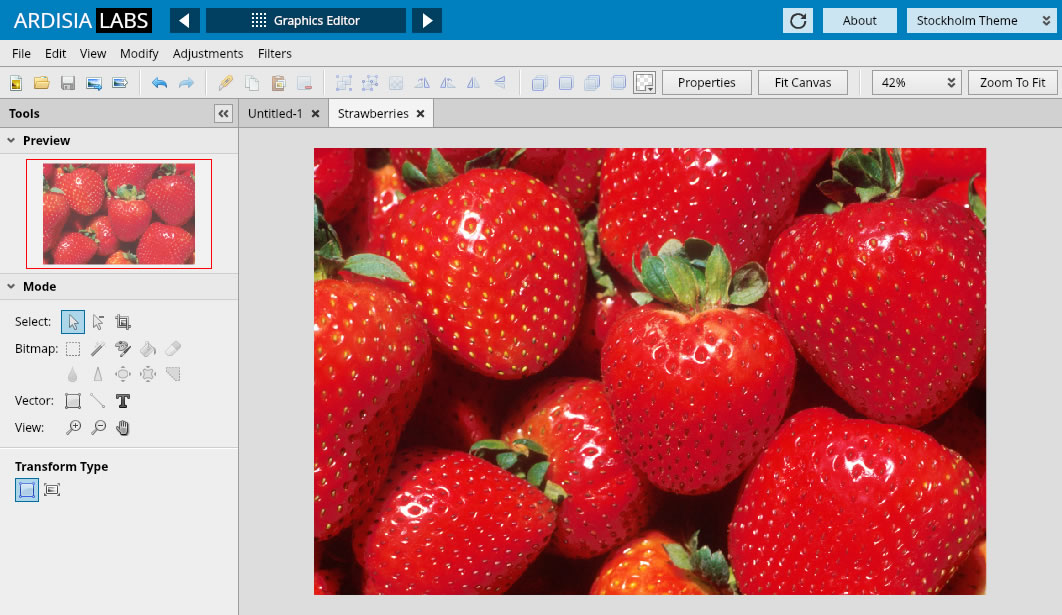 ARDISIA LABS Graphics Editor About Stockholm Theme
File Edit View Modify Adjustments Filters
Properties Fit Canvas 42% Zoom To Fit
Tools
Untitled-1 Strawberries
Preview
Mode
Select:
Bitmap:
Vector:
View:
Transform Type